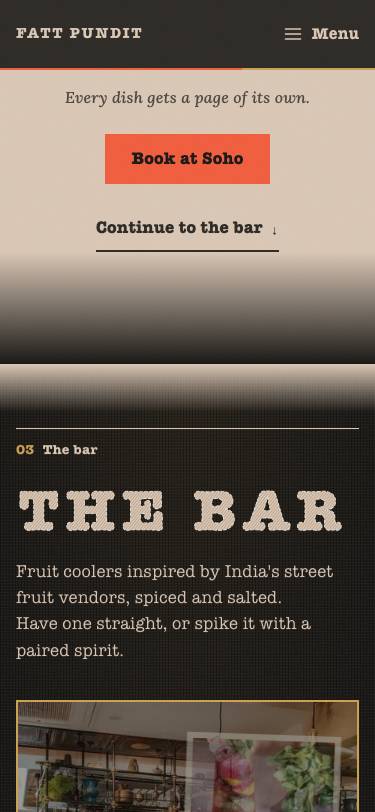 FATT PUNDIT
Menu
Every dish gets a page of its own.
Book at Soho
Continue to the bar ↓
03 The bar
THE BAR
Fruit coolers inspired by India's street
fruit vendors, spiced and salted.
Have one straight, or spike it with a
paired spirit.